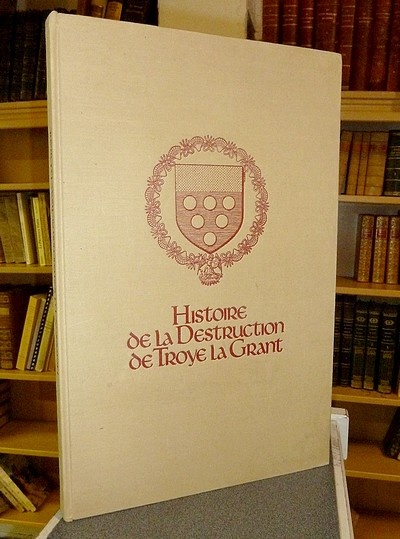 Histoire
de la Destruction
de Troye la Grant